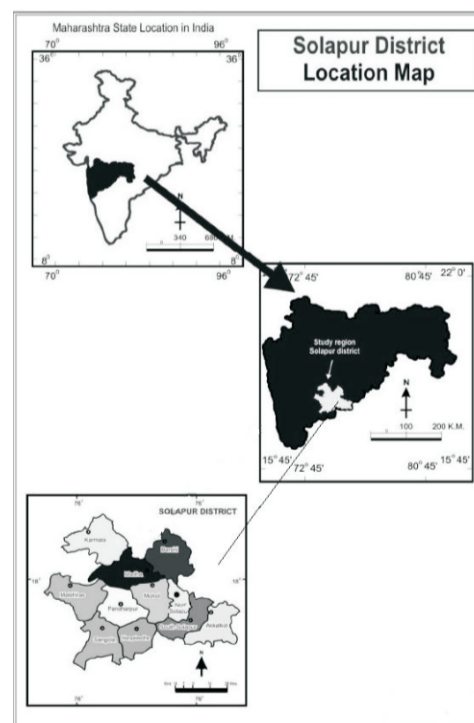 Maharashtra State Location in India
Solapur District
Location Map
70° 96°
36° 36°
N
340
8° 8°
70° 96°
72° 45' 80° 45' 22° 0'
Study region
Solapur district
N
100 200 K.M.
15° 45' 15° 45'
72° 45' 80° 45'
SOLAPUR DISTRICT
Karmala
Barshi
Madha
18° 18°
Malshiras
Mohol
North
Solapur
Pandharpur
South Solapur
Akkalkot
Sangola
N